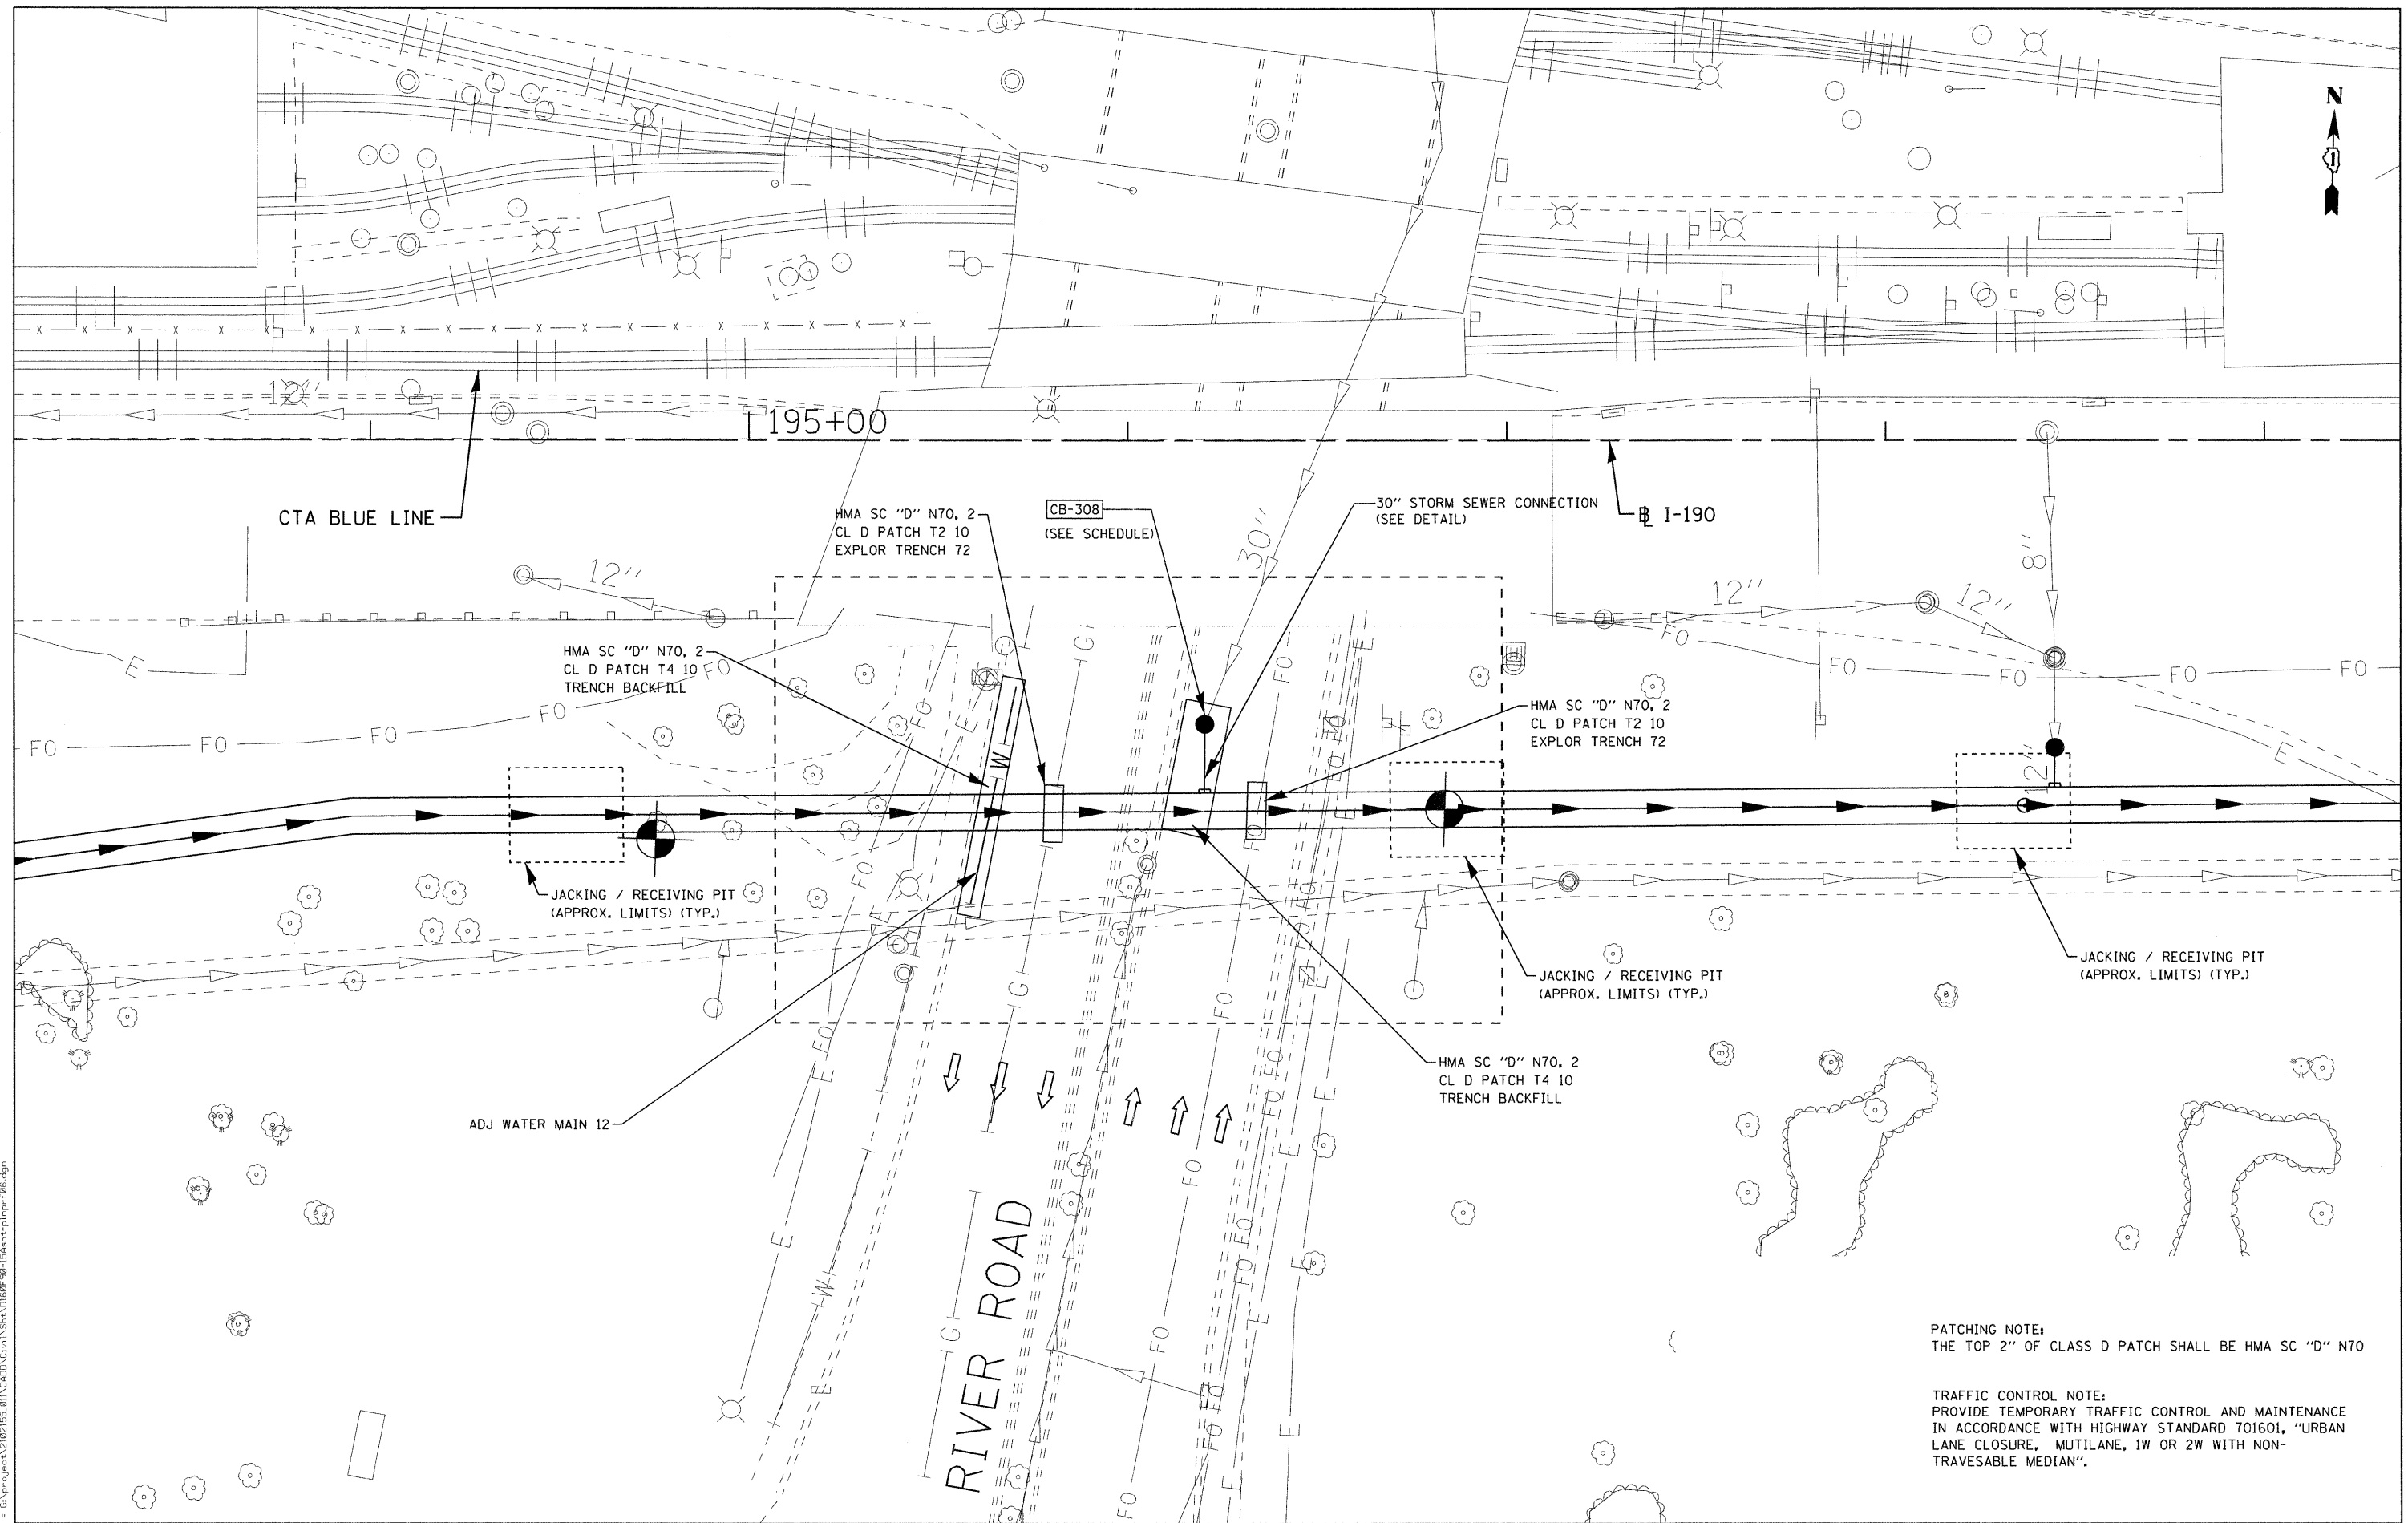 N
1
12"
195+00
CTA BLUE LINE
HMA SC "D" N70, 2
CL D PATCH T2 10
EXPLOR TRENCH 72
CB-308
(SEE SCHEDULE)
30" STORM SEWER CONNECTION
(SEE DETAIL)
BL I-190
30"
8"
12"
12"
12"
12"
HMA SC "D" N70, 2
CL D PATCH T4 10
TRENCH BACKFILL
HMA SC "D" N70, 2
CL D PATCH T2 10
EXPLOR TRENCH 72
JACKING / RECEIVING PIT
(APPROX. LIMITS) (TYP.)
JACKING / RECEIVING PIT
(APPROX. LIMITS) (TYP.)
JACKING / RECEIVING PIT
(APPROX. LIMITS) (TYP.)
HMA SC "D" N70, 2
CL D PATCH T4 10
TRENCH BACKFILL
ADJ WATER MAIN 12
RIVER ROAD
PATCHING NOTE:
THE TOP 2" OF CLASS D PATCH SHALL BE HMA SC "D" N70
TRAFFIC CONTROL NOTE:
PROVIDE TEMPORARY TRAFFIC CONTROL AND MAINTENANCE
IN ACCORDANCE WITH HIGHWAY STANDARD 701601, "URBAN
LANE CLOSURE, MUTILANE, 1W OR 2W WITH NON-
TRAVESABLE MEDIAN".